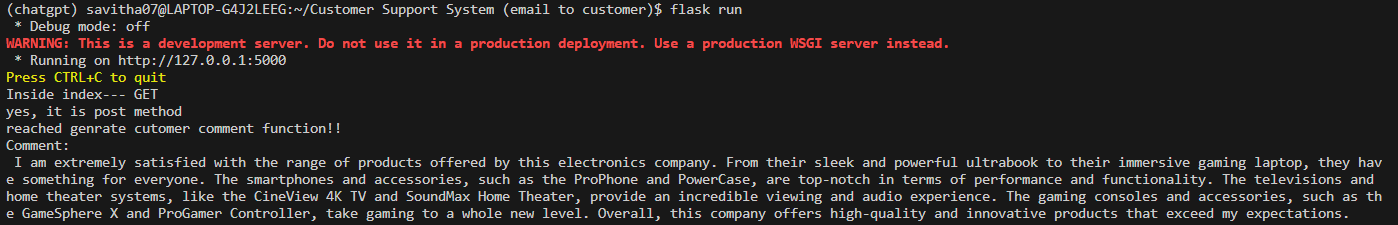 (chatgpt) savitha07@LAPTOP-G4J2LEEG:~/Customer Support System (email to customer)$ flask run
 * Debug mode: off
WARNING: This is a development server. Do not use it in a production deployment. Use a production WSGI server instead.
 * Running on http://127.0.0.1:5000
Press CTRL+C to quit
Inside index--- GET
yes, it is post method
reached genrate cutomer comment function!!
Comment:
 I am extremely satisfied with the range of products offered by this electronics company. From their sleek and powerful ultrabook to their immersive gaming laptop, they hav
e something for everyone. The smartphones and accessories, such as the ProPhone and PowerCase, are top-notch in terms of performance and functionality. The televisions and
home theater systems, like the CineView 4K TV and SoundMax Home Theater, provide an incredible viewing and audio experience. The gaming consoles and accessories, such as th
e GameSphere X and ProGamer Controller, take gaming to a whole new level. Overall, this company offers high-quality and innovative products that exceed my expectations.